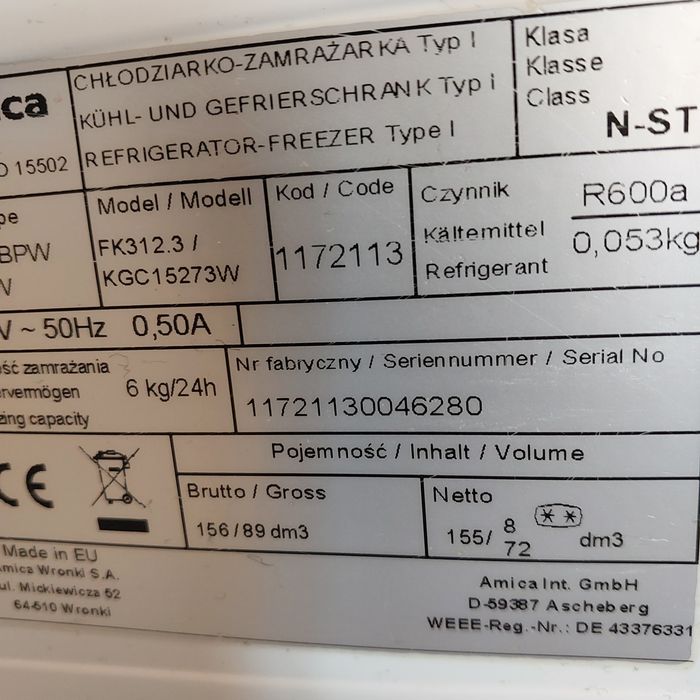 ica
CHŁODZIARKO-ZAMRAŻARKA Typ I
KÜHL- UND GEFRIERSCHRANK Typ i
REFRIGERATOR-FREEZER Type I
Klasa
Klasse
Class
N-ST
O 15502
pe
BPW
W
Model / Modell
FK312.3 /
KGC15273W
Kod / Code
1172113
Czynnik
Kältemittel
Refrigerant
R600a
0,053kg
V ~ 50Hz 0,50A
ość zamrażania
ervermögen
zing capacity
6 kg/24h
Nr fabryczny / Seriennummer / Serial No
11721130046280
CE
Pojemność / Inhalt / Volume
Brutto / Gross
156/89 dm3
Netto
155/ 8 dm3
72
Made in EU
Amica Wronki S.A.
ul. Mickiewicza 52
64-510 Wronki
Amica Int. GmbH
D-59387 Ascheberg
WEEE-Reg.-Nr.: DE 43376331